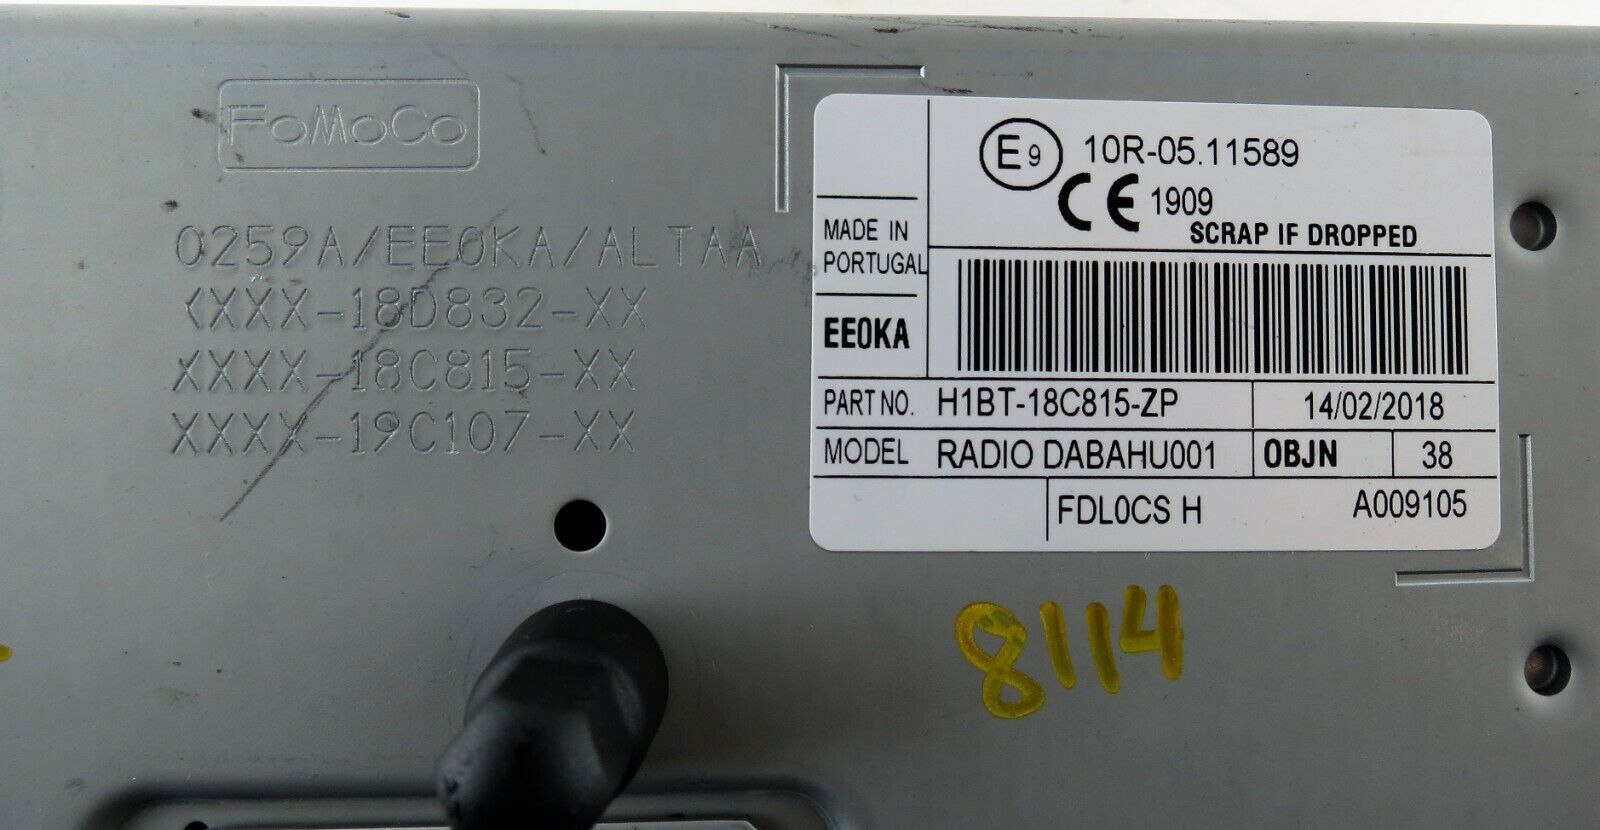 FoMoCo
0259A/EE0KA/ALTAA
XXXX-18D832-XX
XXXX-18C815-XX
XXXX-19C107-XX
E9 10R-05.11589
CE 1909
SCRAP IF DROPPED
MADE IN
PORTUGAL
EE0KA
PART NO. H1BT-18C815-ZP 14/02/2018
MODEL RADIO DABAHU001 OBJN 38
FDL0CS H A009105
8114